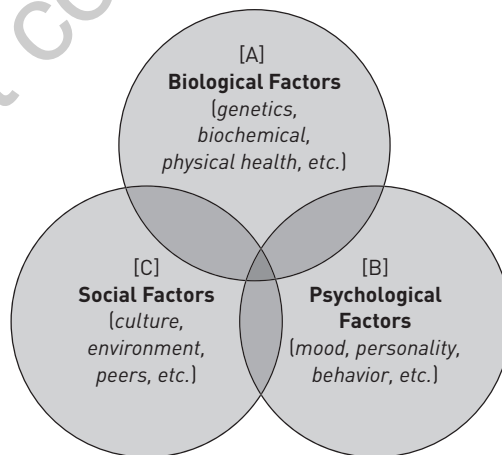 [A]
Biological Factors
(genetics,
biochemical,
physical health, etc.)
[C]
Social Factors
(culture,
environment,
peers, etc.)
[B]
Psychological
Factors
(mood, personality,
behavior, etc.)